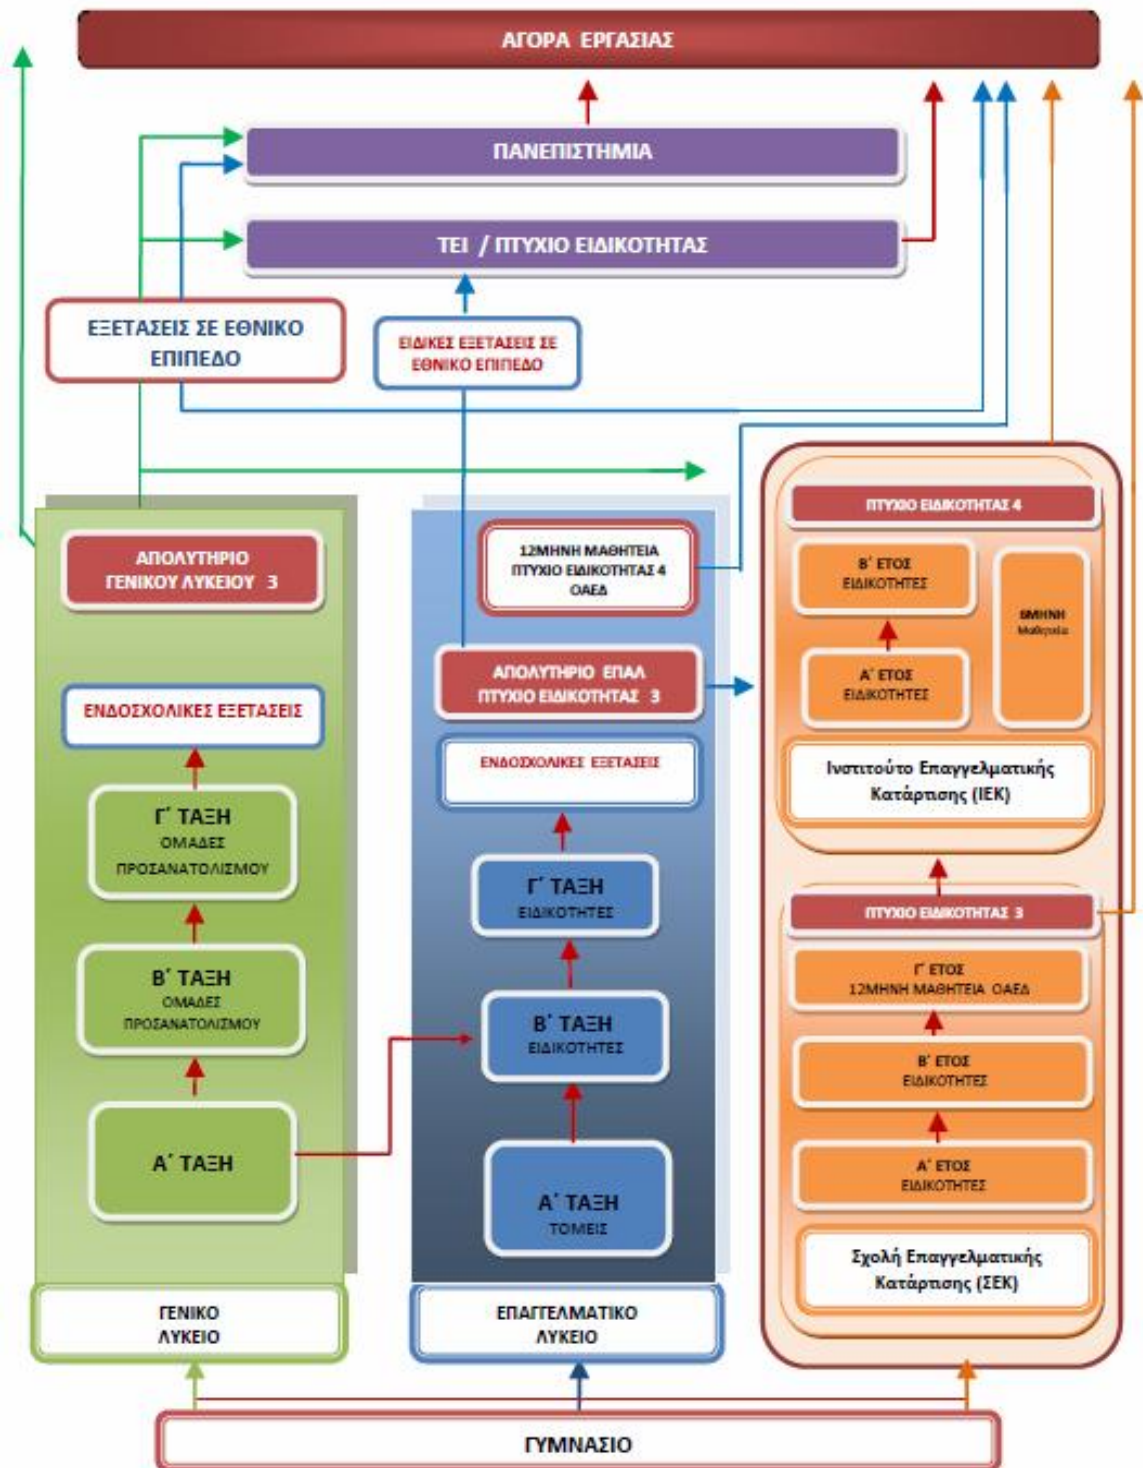 ΑΓΟΡΑ ΕΡΓΑΣΙΑΣ
ΠΑΝΕΠΙΣΤΗΜΙΑ
ΤΕΙ / ΠΤΥΧΙΟ ΕΙΔΙΚΟΤΗΤΑΣ
ΕΞΕΤΑΣΕΙΣ ΣΕ ΕΘΝΙΚΟ
ΕΠΙΠΕΔΟ
ΕΙΔΙΚΕΣ ΕΞΕΤΑΣΕΙΣ ΣΕ
ΕΘΝΙΚΟ ΕΠΙΠΕΔΟ
ΑΠΟΛΥΤΗΡΙΟ
ΓΕΝΙΚΟΥ ΛΥΚΕΙΟΥ 3
ΕΝΔΟΣΧΟΛΙΚΕΣ ΕΞΕΤΑΣΕΙΣ
Γ΄ ΤΑΞΗ
ΟΜΑΔΕΣ
ΠΡΟΣΑΝΑΤΟΛΙΣΜΟΥ
Β΄ ΤΑΞΗ
ΟΜΑΔΕΣ
ΠΡΟΣΑΝΑΤΟΛΙΣΜΟΥ
Α΄ ΤΑΞΗ
ΓΕΝΙΚΟ
ΛΥΚΕΙΟ
12ΜΗΝΗ ΜΑΘΗΤΕΙΑ
ΠΤΥΧΙΟ ΕΙΔΙΚΟΤΗΤΑΣ 4
ΟΑΕΔ
ΑΠΟΛΥΤΗΡΙΟ ΕΠΑΛ
ΠΤΥΧΙΟ ΕΙΔΙΚΟΤΗΤΑΣ 3
ΕΝΔΟΣΧΟΛΙΚΕΣ ΕΞΕΤΑΣΕΙΣ
Γ΄ ΤΑΞΗ
ΕΙΔΙΚΟΤΗΤΕΣ
Β΄ ΤΑΞΗ
ΕΙΔΙΚΟΤΗΤΕΣ
Α΄ ΤΑΞΗ
ΤΟΜΕΙΣ
ΕΠΑΓΓΕΛΜΑΤΙΚΟ
ΛΥΚΕΙΟ
ΠΤΥΧΙΟ ΕΙΔΙΚΟΤΗΤΑΣ 4
Β΄ ΕΤΟΣ
ΕΙΔΙΚΟΤΗΤΕΣ
6ΜΗΝΗ
Μαθητεία
Α΄ ΕΤΟΣ
ΕΙΔΙΚΟΤΗΤΕΣ
Ινστιτούτο Επαγγελματικής
Κατάρτισης (ΙΕΚ)
ΠΤΥΧΙΟ ΕΙΔΙΚΟΤΗΤΑΣ 3
Γ΄ ΕΤΟΣ
12ΜΗΝΗ ΜΑΘΗΤΕΙΑ ΟΑΕΔ
Β΄ ΕΤΟΣ
ΕΙΔΙΚΟΤΗΤΕΣ
Α΄ ΕΤΟΣ
ΕΙΔΙΚΟΤΗΤΕΣ
Σχολή Επαγγελματικής
Κατάρτισης (ΣΕΚ)
ΓΥΜΝΑΣΙΟ